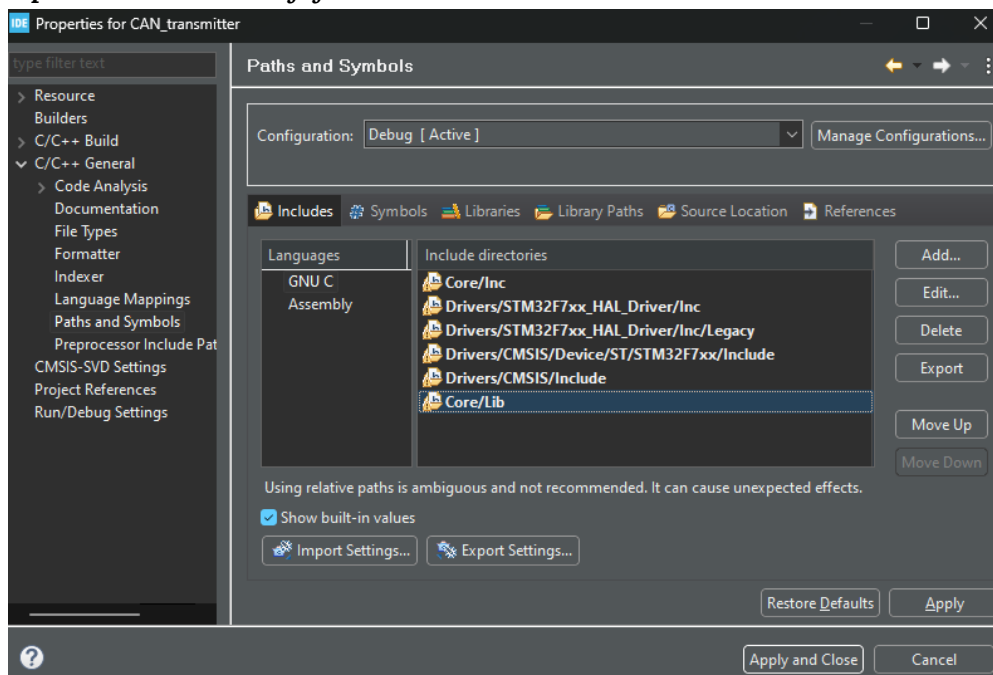 IDE Properties for CAN_transmitter
type filter text
Resource
Builders
C/C++ Build
C/C++ General
Code Analysis
Documentation
File Types
Formatter
Indexer
Language Mappings
Paths and Symbols
Preprocessor Include Pat
CMSIS-SVD Settings
Project References
Run/Debug Settings
Paths and Symbols
Configuration: Debug [ Active ] Manage Configurations...
Includes Symbols Libraries Library Paths Source Location References
Languages Include directories
GNU C
Assembly
Core/Inc
Drivers/STM32F7xx_HAL_Driver/Inc
Drivers/STM32F7xx_HAL_Driver/Inc/Legacy
Drivers/CMSIS/Device/ST/STM32F7xx/Include
Drivers/CMSIS/Include
Core/Lib
Add...
Edit...
Delete
Export
Move Up
Move Down
Using relative paths is ambiguous and not recommended. It can cause unexpected effects.
Show built-in values
Import Settings... Export Settings...
Restore Defaults Apply
Apply and Close Cancel